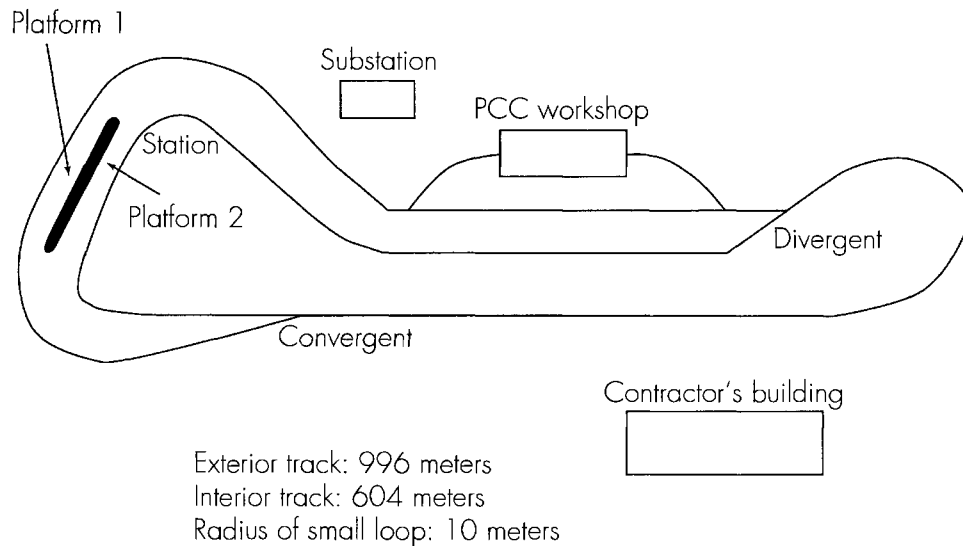 Platform 1
Substation
PCC workshop
Station
Platform 2
Divergent
Convergent
Contractor's building
Exterior track: 996 meters
Interior track: 604 meters
Radius of small loop: 10 meters